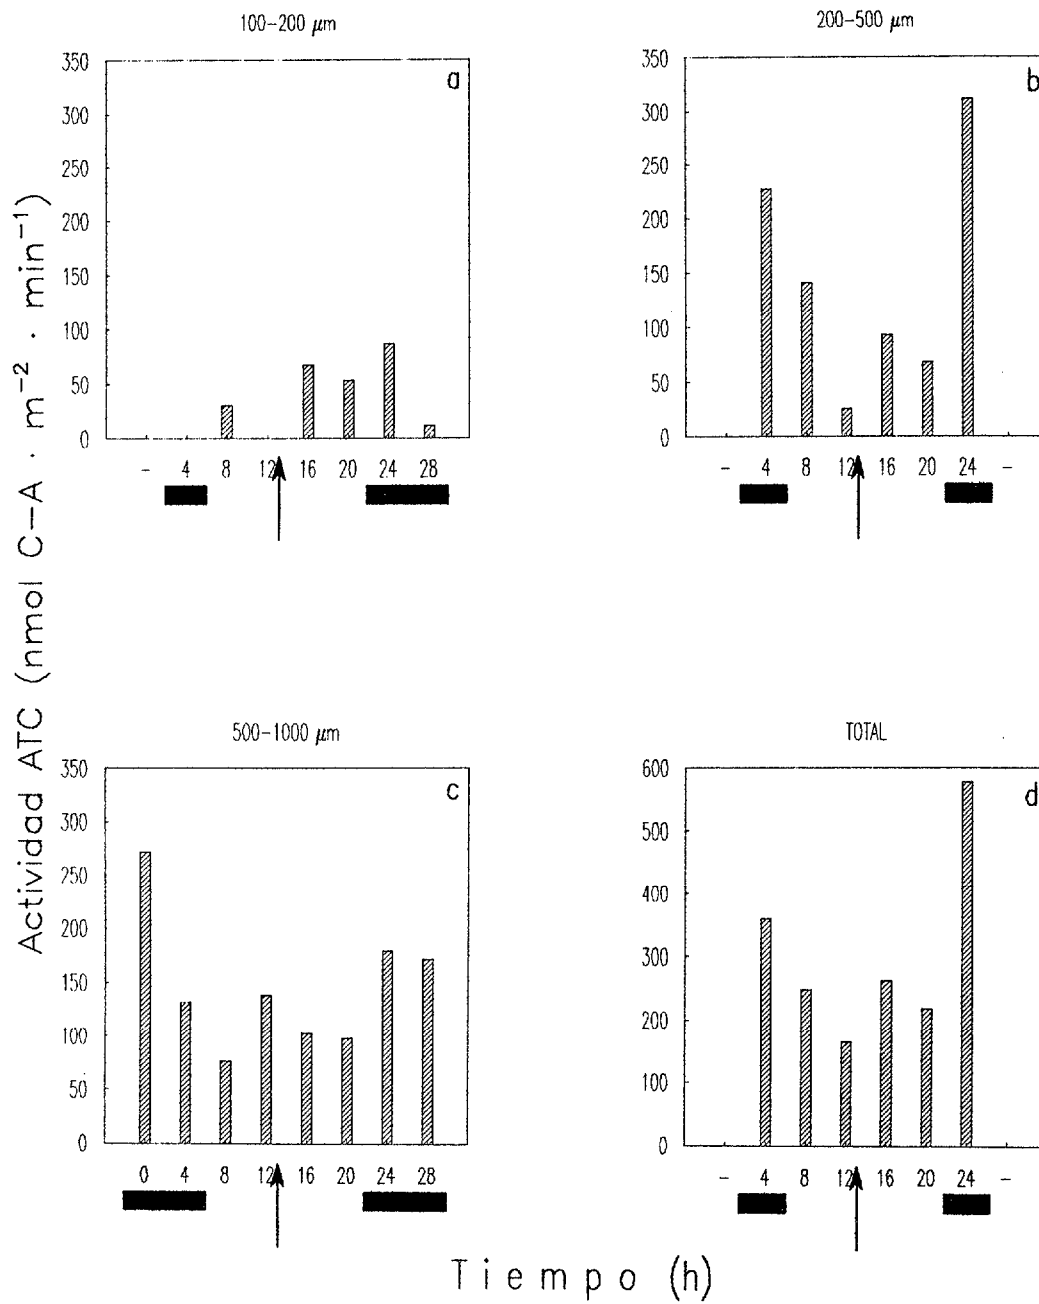 100-200 μm
200-500 μm
350
300
250
200
150
100
50
0
a
- 4 8 12 16 20 24 28
350
300
250
200
150
100
50
0
b
- 4 8 12 16 20 24 -
Actividad ATC (nmol C-A · m⁻² · min⁻¹)
500-1000 μm
TOTAL
350
300
250
200
150
100
50
0
c
0 4 8 12 16 20 24 28
600
500
400
300
200
100
0
d
- 4 8 12 16 20 24 -
Tiempo (h)